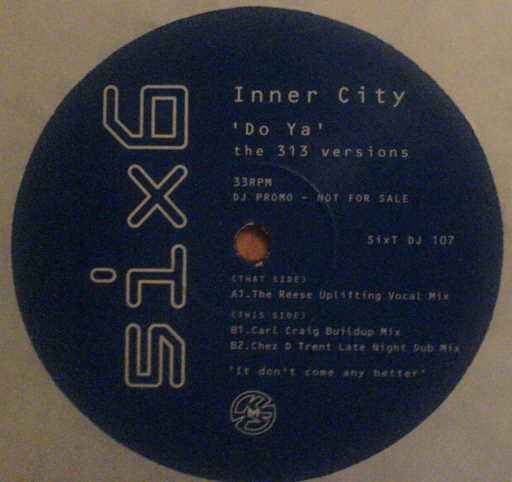 six6
Inner City
'Do Ya'
the 313 versions
33RPM
DJ PROMO - NOT FOR SALE
SixT DJ 107
(THAT SIDE)
A1.The Reese Uplifting Vocal Mix
(THIS SIDE)
B1.Carl Craig Buildup Mix
B2.Chez D Trent Late Night Dub Mix
'It don't come any better'
KMS